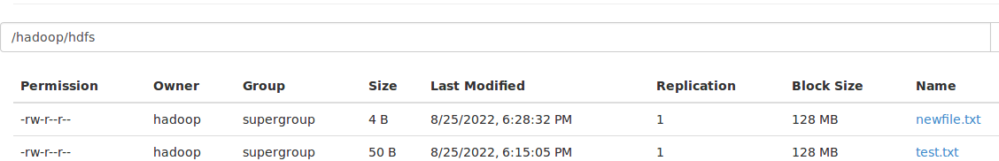 /hadoop/hdfs
Permission Owner Group Size Last Modified Replication Block Size Name
-rw-r--r-- hadoop supergroup 4 B 8/25/2022, 6:28:32 PM 1 128 MB newfile.txt
-rw-r--r-- hadoop supergroup 50 B 8/25/2022, 6:15:05 PM 1 128 MB test.txt